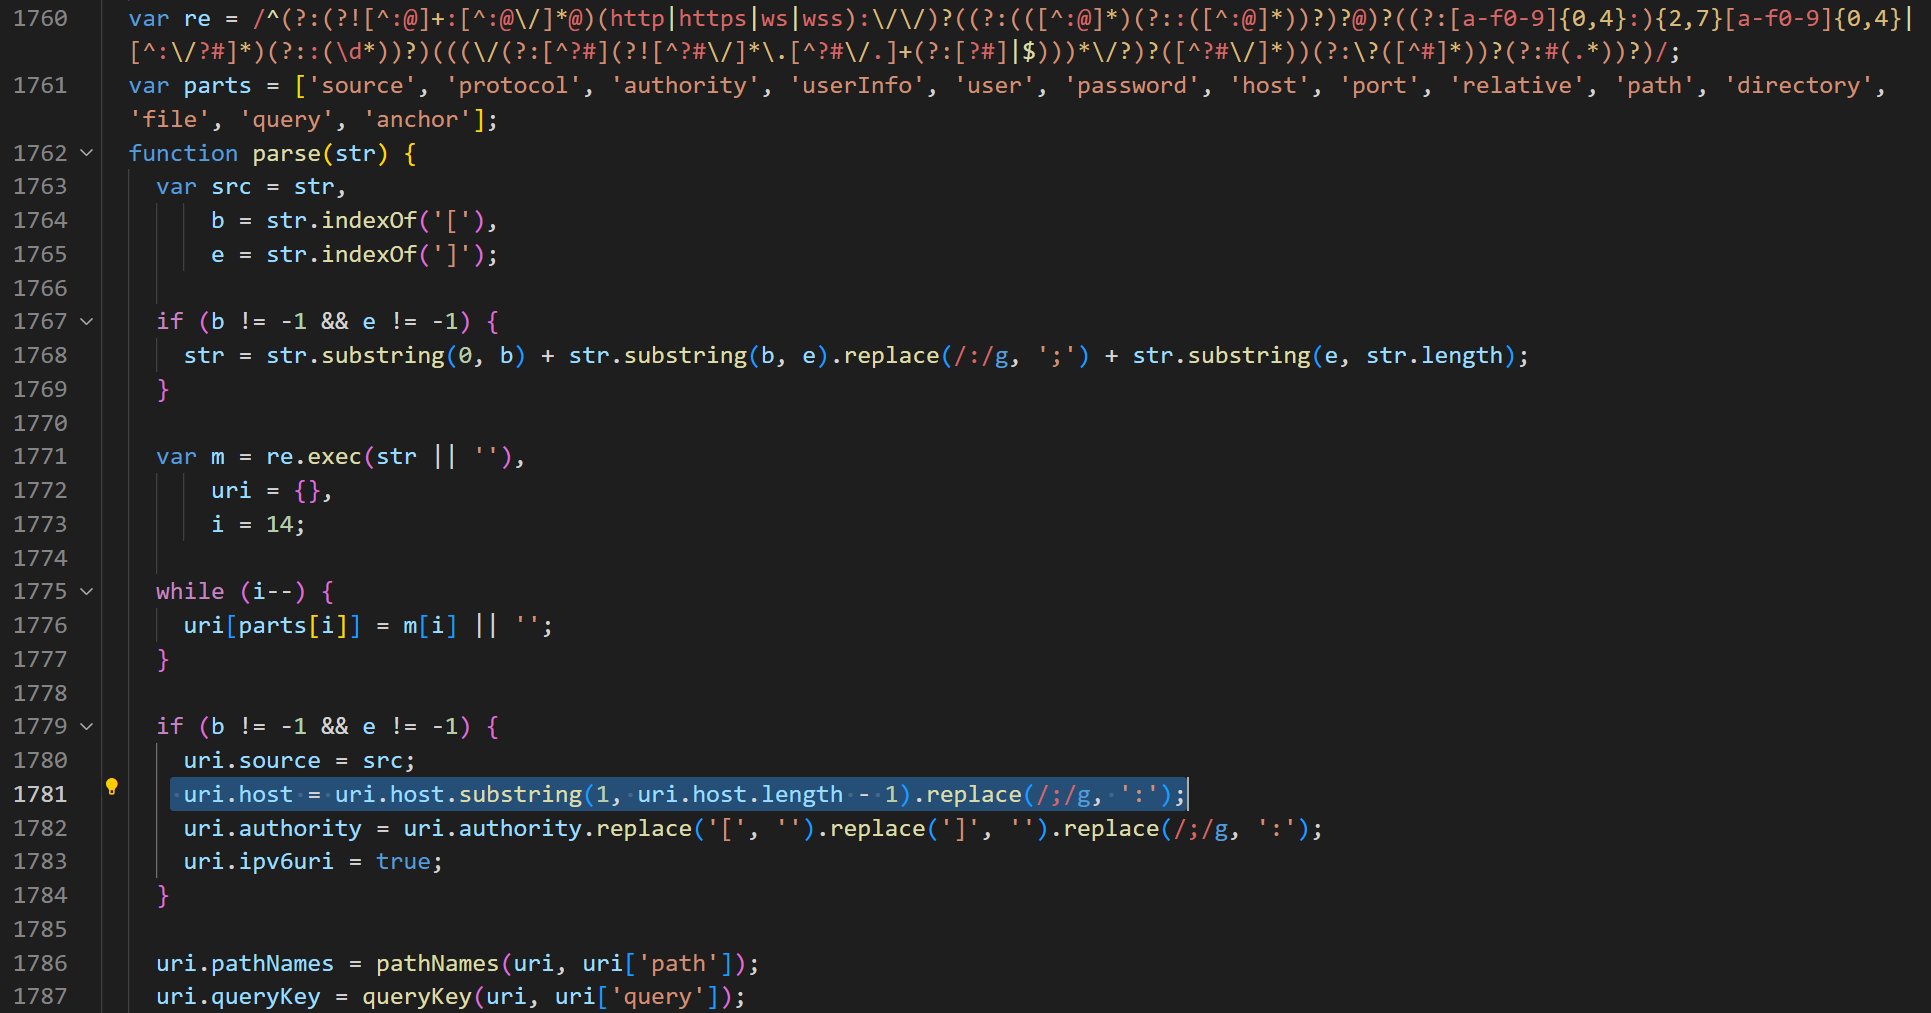 1760 var re = /^(?:(?![^:@]+:[^:@\/]*@)(http|https|ws|wss):\/\/)?((?:(([^:@]*)(?::([^:@]*))?)?@)?((?:[a-f0-9]{0,4}:){2,7}[a-f0-9]{0,4}|
[^:\/?#]*)(?::(\d*))?)(((\/(?:[^?#](?![^?#\/]*\.[^?#\/.]+(?:[?#]|$)))*\/?)?([^?#\/]*))(?:\?([^#]*))?(?:#(.*))?)/;
1761 var parts = ['source', 'protocol', 'authority', 'userInfo', 'user', 'password', 'host', 'port', 'relative', 'path', 'directory',
'file', 'query', 'anchor'];
1762 function parse(str) {
1763 var src = str,
1764 b = str.indexOf('['),
1765 e = str.indexOf(']');
1766
1767 if (b != -1 && e != -1) {
1768 str = str.substring(0, b) + str.substring(b, e).replace(/:/g, ';') + str.substring(e, str.length);
1769 }
1770
1771 var m = re.exec(str || ''),
1772 uri = {},
1773 i = 14;
1774
1775 while (i--) {
1776 uri[parts[i]] = m[i] || '';
1777 }
1778
1779 if (b != -1 && e != -1) {
1780 uri.source = src;
1781 uri.host = uri.host.substring(1, uri.host.length - 1).replace(/;/g, ':');
1782 uri.authority = uri.authority.replace('[', '').replace(']', '').replace(/;/g, ':');
1783 uri.ipv6uri = true;
1784 }
1785
1786 uri.pathNames = pathNames(uri, uri['path']);
1787 uri.queryKey = queryKey(uri, uri['query']);